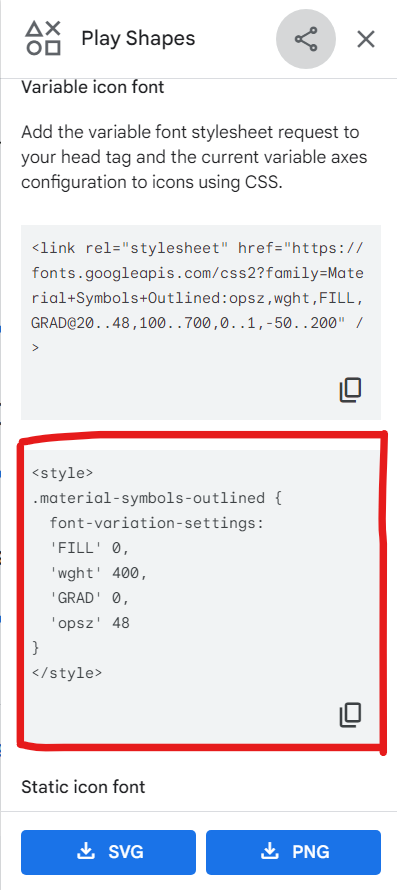 Play Shapes
Variable icon font
Add the variable font stylesheet request to
your head tag and the current variable axes
configuration to icons using CSS.
<link rel="stylesheet" href="https://
fonts.googleapis.com/css2?family=Mate
rial+Symbols+Outlined:opsz,wght,FILL,
GRAD@20..48,100..700,0..1,-50..200" /
>
<style>
.material-symbols-outlined {
  font-variation-settings:
  'FILL' 0,
  'wght' 400,
  'GRAD' 0,
  'opsz' 48
}
</style>
Static icon font
SVG
PNG